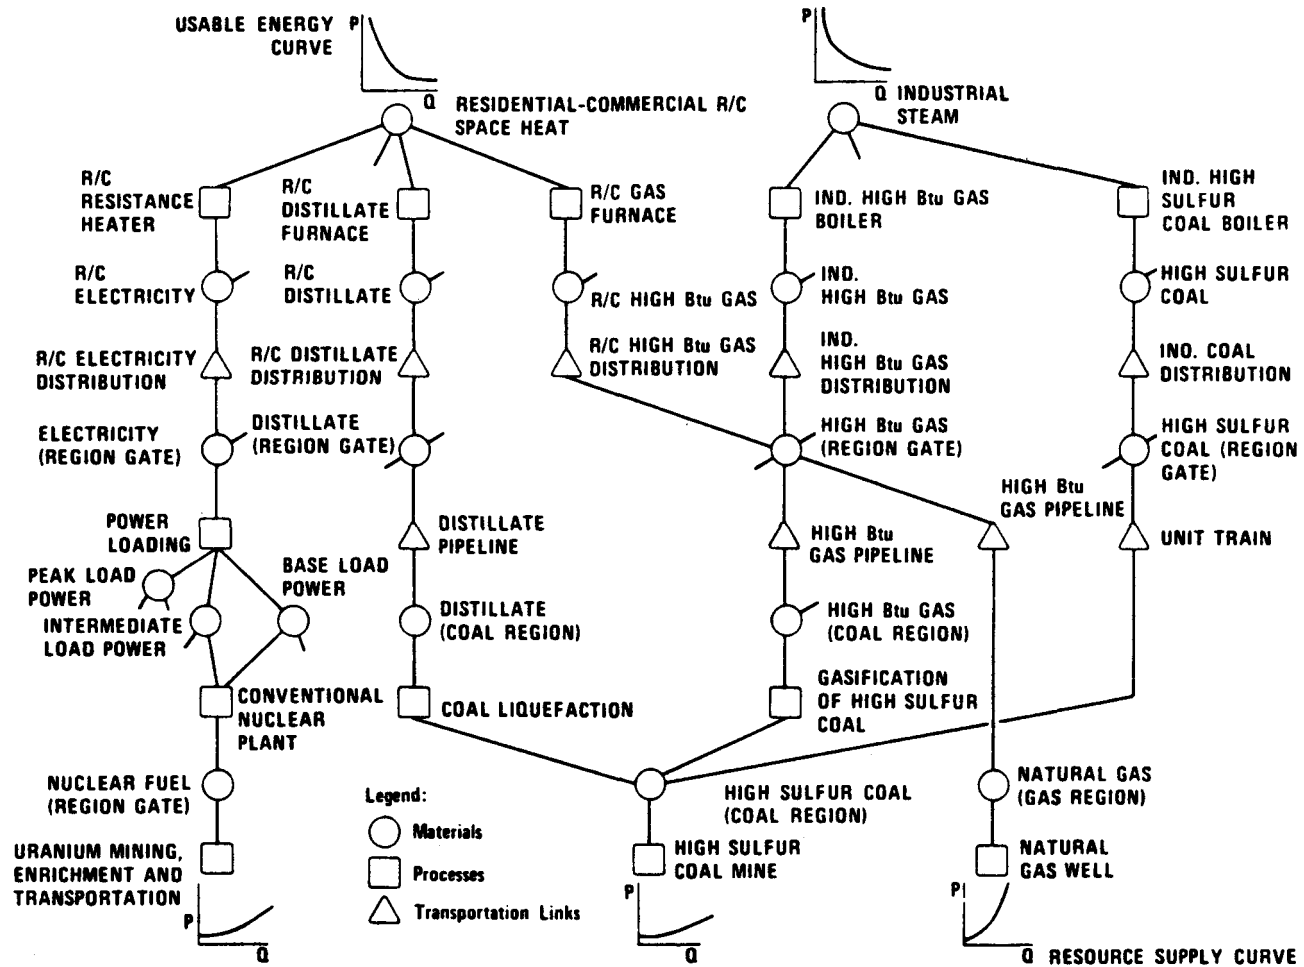 USABLE ENERGY
CURVE
P
Q
P
Q
INDUSTRIAL
STEAM
RESIDENTIAL-COMMERCIAL R/C
SPACE HEAT
R/C
RESISTANCE
HEATER
R/C
DISTILLATE
FURNACE
R/C GAS
FURNACE
IND. HIGH Btu GAS
BOILER
IND. HIGH
SULFUR
COAL BOILER
R/C
ELECTRICITY
R/C
DISTILLATE
R/C HIGH Btu GAS
IND.
HIGH Btu GAS
HIGH SULFUR
COAL
R/C ELECTRICITY
DISTRIBUTION
R/C DISTILLATE
DISTRIBUTION
R/C HIGH Btu GAS
DISTRIBUTION
IND.
HIGH Btu GAS
DISTRIBUTION
IND. COAL
DISTRIBUTION
ELECTRICITY
(REGION GATE)
DISTILLATE
(REGION GATE)
HIGH Btu GAS
(REGION GATE)
HIGH SULFUR
COAL (REGION
GATE)
POWER
LOADING
DISTILLATE
PIPELINE
HIGH Btu
GAS PIPELINE
HIGH Btu
GAS PIPELINE
UNIT TRAIN
PEAK LOAD
POWER
BASE LOAD
POWER
INTERMEDIATE
LOAD POWER
DISTILLATE
(COAL REGION)
HIGH Btu GAS
(COAL REGION)
CONVENTIONAL
NUCLEAR
PLANT
COAL LIQUEFACTION
GASIFICATION
OF HIGH SULFUR
COAL
NUCLEAR FUEL
(REGION GATE)
HIGH SULFUR COAL
(COAL REGION)
NATURAL GAS
(GAS REGION)
Legend:
Materials
Processes
Transportation Links
URANIUM MINING,
ENRICHMENT AND
TRANSPORTATION
HIGH SULFUR
COAL MINE
NATURAL
GAS WELL
P
Q
P
Q
P
Q
RESOURCE SUPPLY CURVE